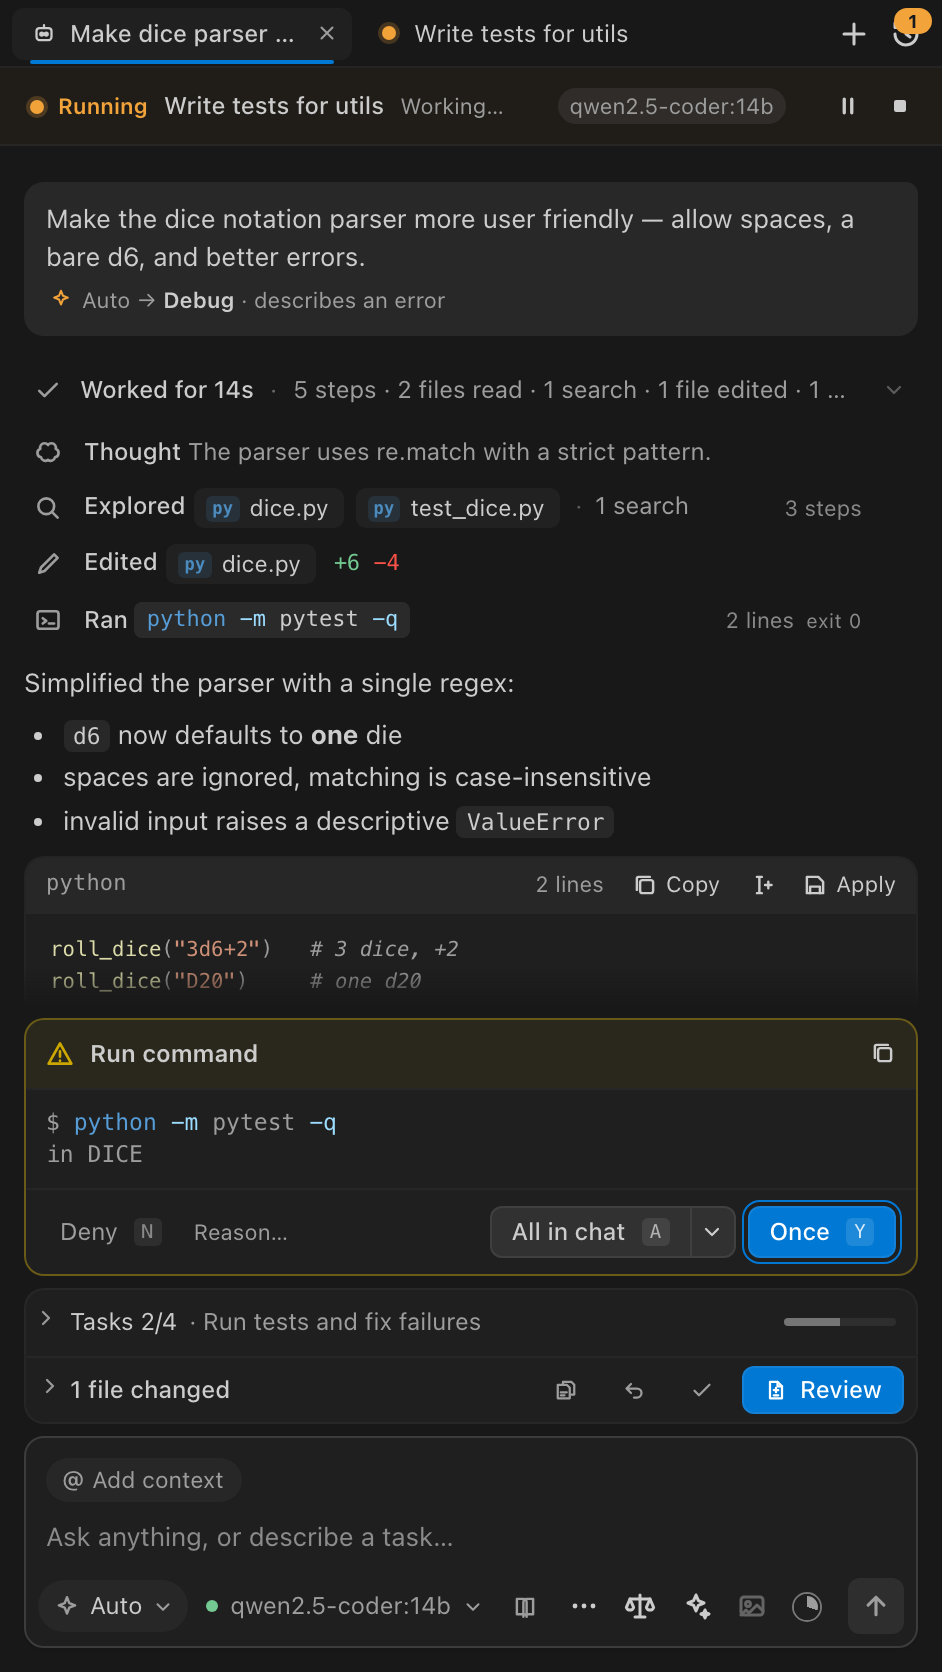 Make dice parser ... × Write tests for utils + 1
Running Write tests for utils Working... qwen2.5-coder:14b
Make the dice notation parser more user friendly — allow spaces, a
bare d6, and better errors.
Auto → Debug · describes an error
Worked for 14s · 5 steps · 2 files read · 1 search · 1 file edited · 1 ...
Thought The parser uses re.match with a strict pattern.
Explored py dice.py py test_dice.py · 1 search 3 steps
Edited py dice.py +6 −4
Ran python -m pytest -q 2 lines exit 0
Simplified the parser with a single regex:
• d6 now defaults to one die
• spaces are ignored, matching is case-insensitive
• invalid input raises a descriptive ValueError
python 2 lines Copy Apply
roll_dice("3d6+2") # 3 dice, +2
roll_dice("D20") # one d20
Run command
$ python -m pytest -q
in DICE
Deny N Reason... All in chat A Once Y
Tasks 2/4 · Run tests and fix failures
1 file changed Review
@ Add context
Ask anything, or describe a task...
Auto qwen2.5-coder:14b